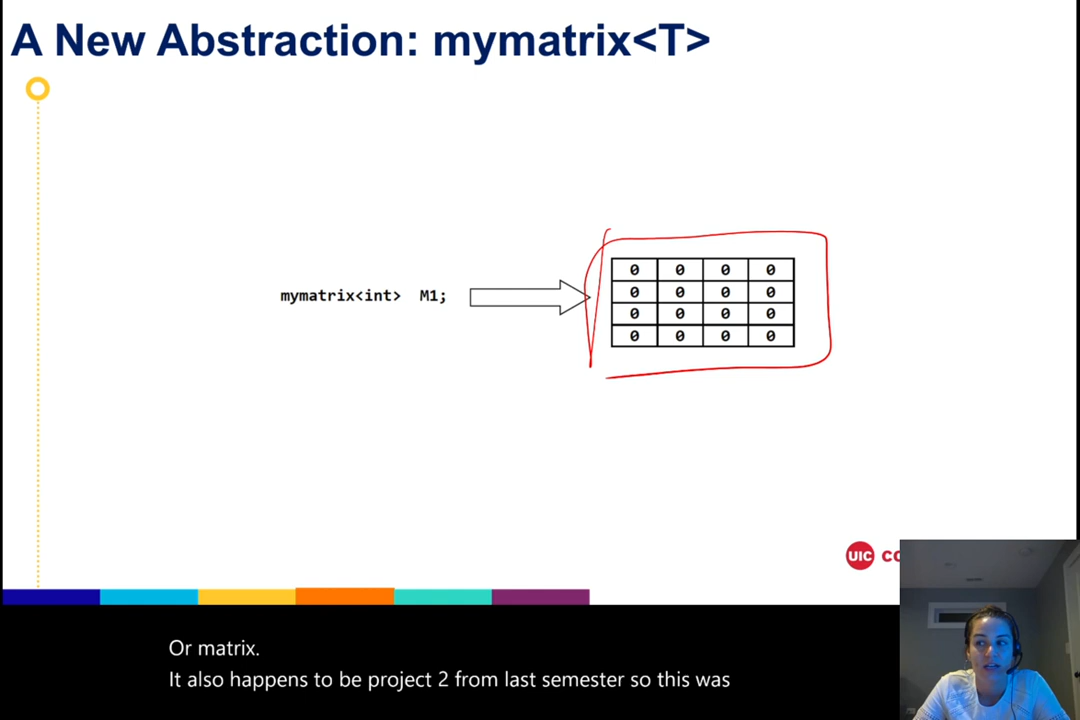 A New Abstraction: mymatrix<T>
mymatrix<int> M1;
0 0 0 0
0 0 0 0
0 0 0 0
0 0 0 0
UIC
Or matrix.
It also happens to be project 2 from last semester so this was